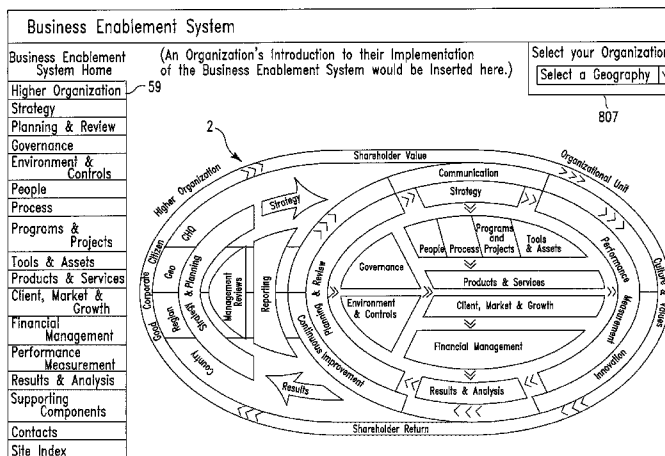 Business Enablement System
Business Enablement
System Home
Higher Organization
Strategy
Planning & Review
Governance
Environment &
Controls
People
Process
Programs &
Projects
Tools & Assets
Products & Services
Client, Market &
Growth
Financial
Management
Performance
Measurement
Results & Analysis
Supporting
Components
Contacts
Site Index
59
(An Organization's Introduction to their Implementation
of the Business Enablement System would be Inserted here.)
Select your Organization
Select a Geography
807
2
Shareholder Value
Higher Organization
Organizational Unit
Good Corporate Citizen
Culture & Values
Shareholder Return
CHQ
Geo
Region
Country
Strategy & Planning
Management
Reviews
Reporting
Strategy
Results
Communication
Planning & Review
Continuous Improvement
Performance
Measurement
Innovation
Strategy
Governance
Environment
& Controls
People
Process
Programs
and
Projects
Tools
& Assets
Products & Services
Client, Market & Growth
Financial Management
Results & Analysis